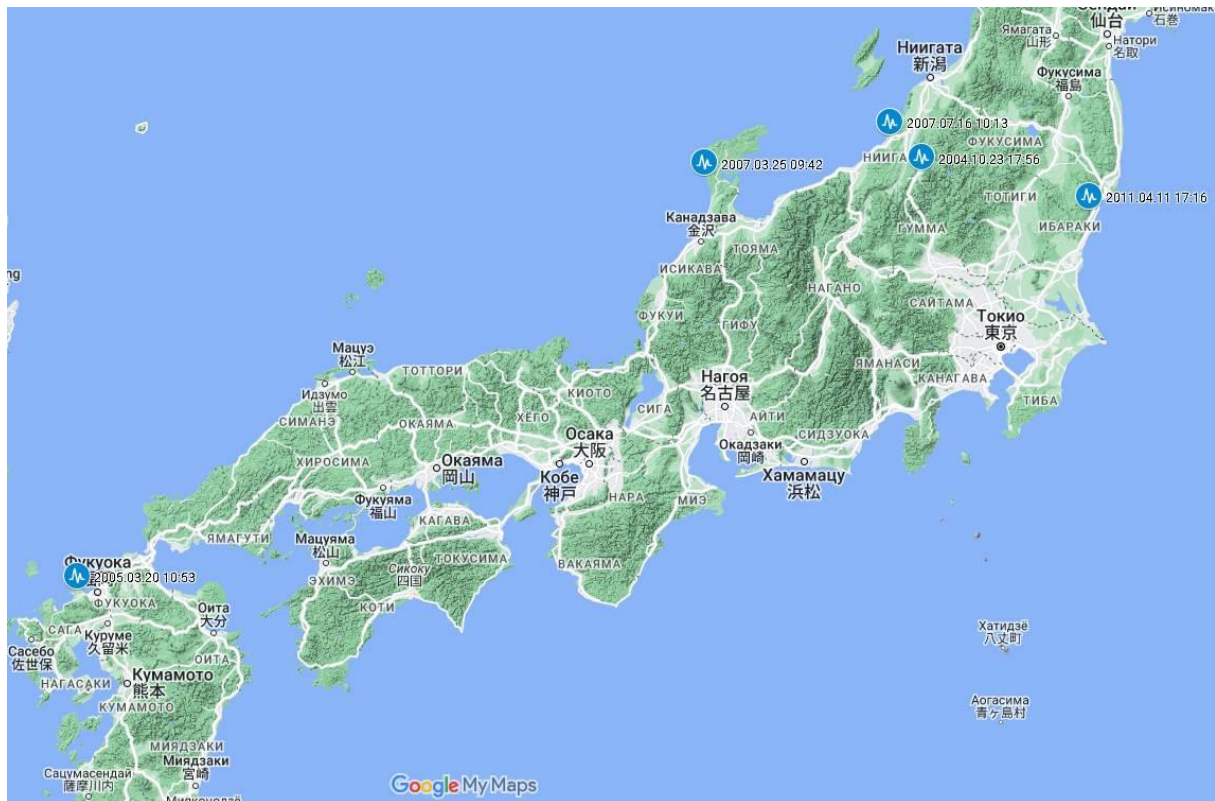 Сендай
仙台
Исиномак
石巻
Ямагата
山形
Натори
名取
Ниигата
新潟
Фукусима
福島
2007.07.16 10:13
ФУКУСИМА
НИИГА
2004.10.23 17:56
2007.03.25 09:42
ТОТИГИ
2011.04.11 17:16
Канадзава
金沢
ТОЯМА
ГУММА
ИБАРАКИ
ИСИКАВА
ng
НАГАНО
САЙТАМА
ФУКУИ
ГИФУ
Токио
東京
Мацуэ
松江
ТОТТОРИ
ЯМАНАСИ
КАНАГАВА
Нагоя
名古屋
Идзумо
出雲
КИОТО
СИГА
АЙТИ
ТИБА
СИМАНЭ
ОКАЯМА
ХЁГО
Осака
大阪
Окадзаки
岡崎
СИДЗУОКА
ХИРОСИМА
Окаяма
岡山
Кобе
神戸
Хамамацу
浜松
Фукуяма
福山
НАРА
МИЭ
ЯМАГУТИ
КАГАВА
Мацуяма
松山
ТОКУСИМА
ВАКАЯМА
Фукуока
2005.03.20 10:53
ЭХИМЭ
Сикоку
四国
ФУКУОКА
Оита
大分
КОТИ
САГА
Куруме
久留米
Сасебо
佐世保
ОИТА
Хатидзё
八丈町
НАГАСАКИ
Кумамото
熊本
КУМАМОТО
Аогасима
青ヶ島村
МИЯДЗАКИ
Миядзаки
宮崎
Сацумасендай
薩摩川内
Google My Maps
Мияконодзё